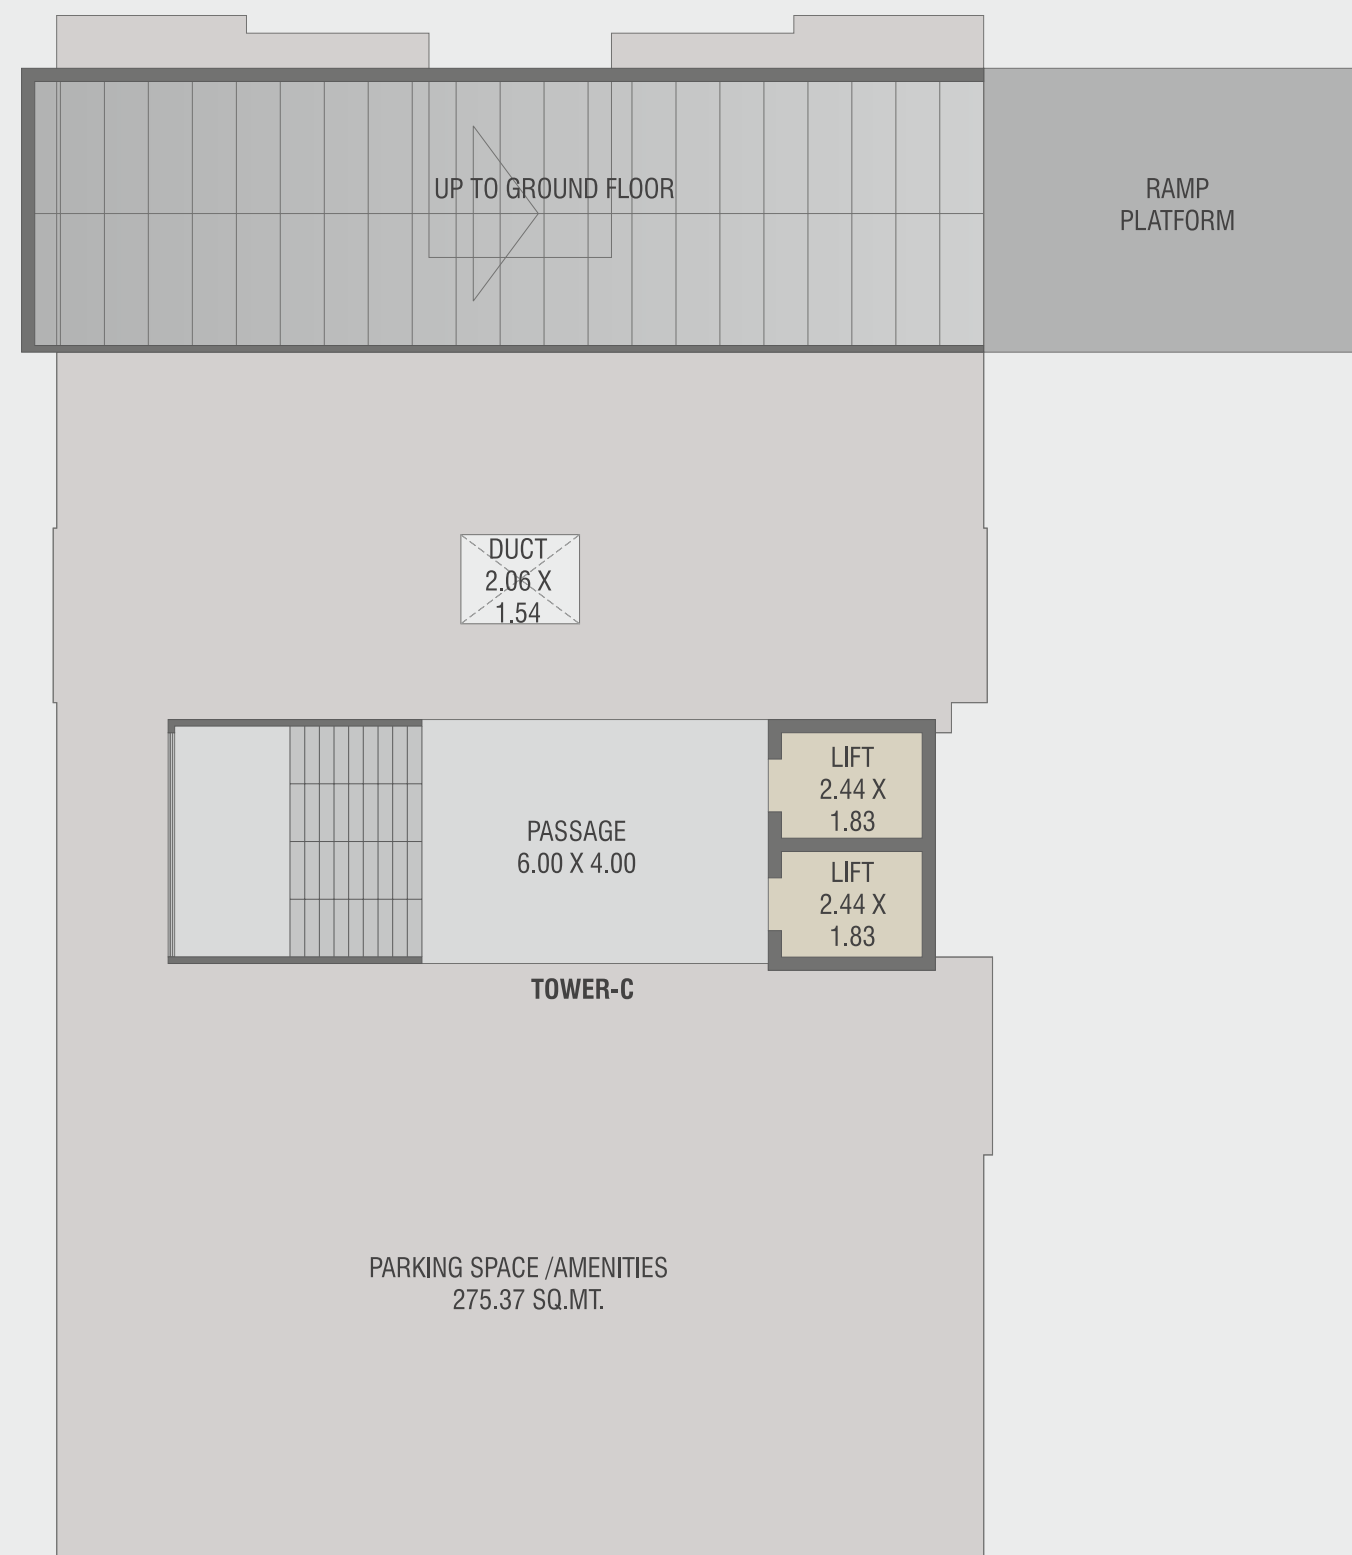 UP TO GROUND FLOOR
RAMP
PLATFORM
DUCT
2.06 X
1.54
LIFT
2.44 X
1.83
PASSAGE
6.00 X 4.00
LIFT
2.44 X
1.83
TOWER-C
PARKING SPACE /AMENITIES
275.37 SQ.MT.